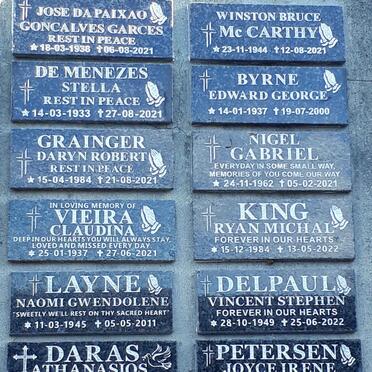 JOSE DA PAIXAO
GONCALVES GARCES
REST IN PEACE
★18-03-1938 ✝06-08-2021
DE MENEZES
STELLA
REST IN PEACE
★14-03-1933 ✝27-08-2021
GRAINGER
DARYN ROBERT
REST IN PEACE
★15-04-1984 ✝21-08-2021
IN LOVING MEMORY OF
VIEIRA
CLAUDINA
DEEP IN OUR HEARTS YOU WILL ALWAYS STAY,
LOVED AND MISSED EVERY DAY.
★25-01-1937 ✝27-06-2021
LAYNE
NAOMI GWENDOLENE
"SWEETLY WE'LL REST ON THY SACRED HEART"
★11-03-1945 ✝05-05-2011
DARAS
ATHANASIOS
WINSTON BRUCE
Mc CARTHY
★23-11-1944 ✝12-08-2021
BYRNE
EDWARD GEORGE
★14-01-1937 ✝19-07-2000
NIGEL
GABRIEL
EVERYDAY IN SOME SMALL WAY,
MEMORIES OF YOU COME OUR WAY
★24-11-1962 ✝05-02-2021
KING
RYAN MICHAL
FOREVER IN OUR HEARTS
★15-12-1984 ✝13-05-2022
DELPAUL
VINCENT STEPHEN
FOREVER IN OUR HEARTS
★28-10-1949 ✝25-06-2022
PETERSEN
JOYCE IRENE